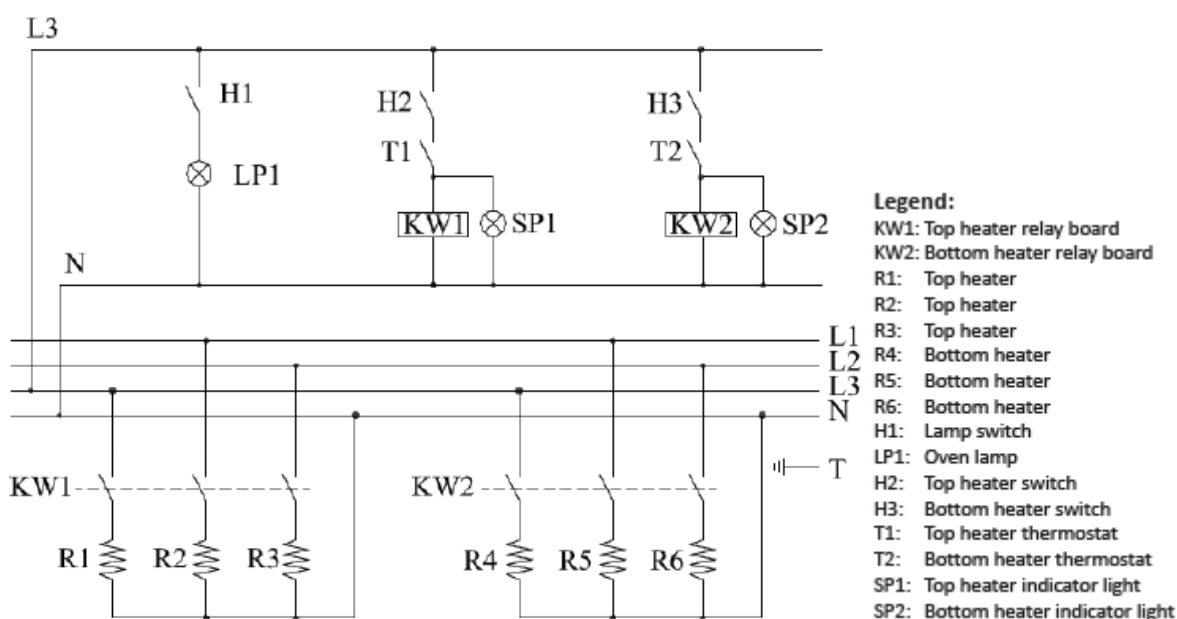 L3
H1
H2
H3
T1
T2
LP1
KW1
SP1
KW2
SP2
N
L1
L2
L3
N
T
KW1
KW2
R1
R2
R3
R4
R5
R6
Legend:
KW1: Top heater relay board
KW2: Bottom heater relay board
R1: Top heater
R2: Top heater
R3: Top heater
R4: Bottom heater
R5: Bottom heater
R6: Bottom heater
H1: Lamp switch
LP1: Oven lamp
H2: Top heater switch
H3: Bottom heater switch
T1: Top heater thermostat
T2: Bottom heater thermostat
SP1: Top heater indicator light
SP2: Bottom heater indicator light